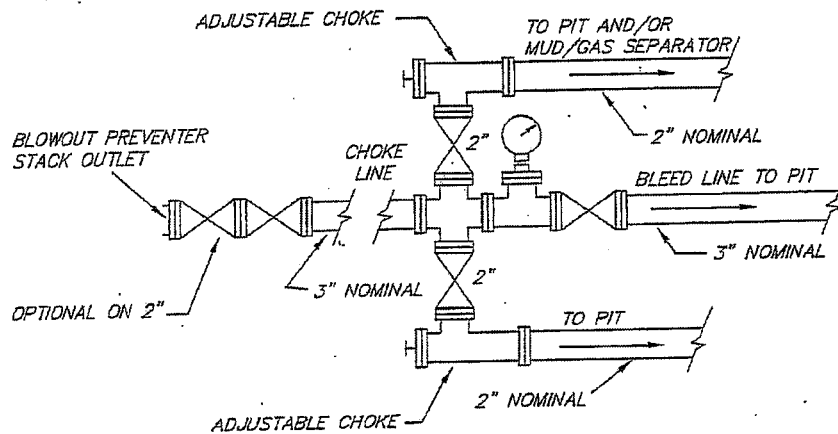 ADJUSTABLE CHOKE
TO PIT AND/OR
MUD/GAS SEPARATOR
2" NOMINAL
BLOWOUT PREVENTER
STACK OUTLET
CHOKE
LINE
2"
BLEED LINE TO PIT
3" NOMINAL
3" NOMINAL
OPTIONAL ON 2"
2"
TO PIT
2" NOMINAL
ADJUSTABLE CHOKE